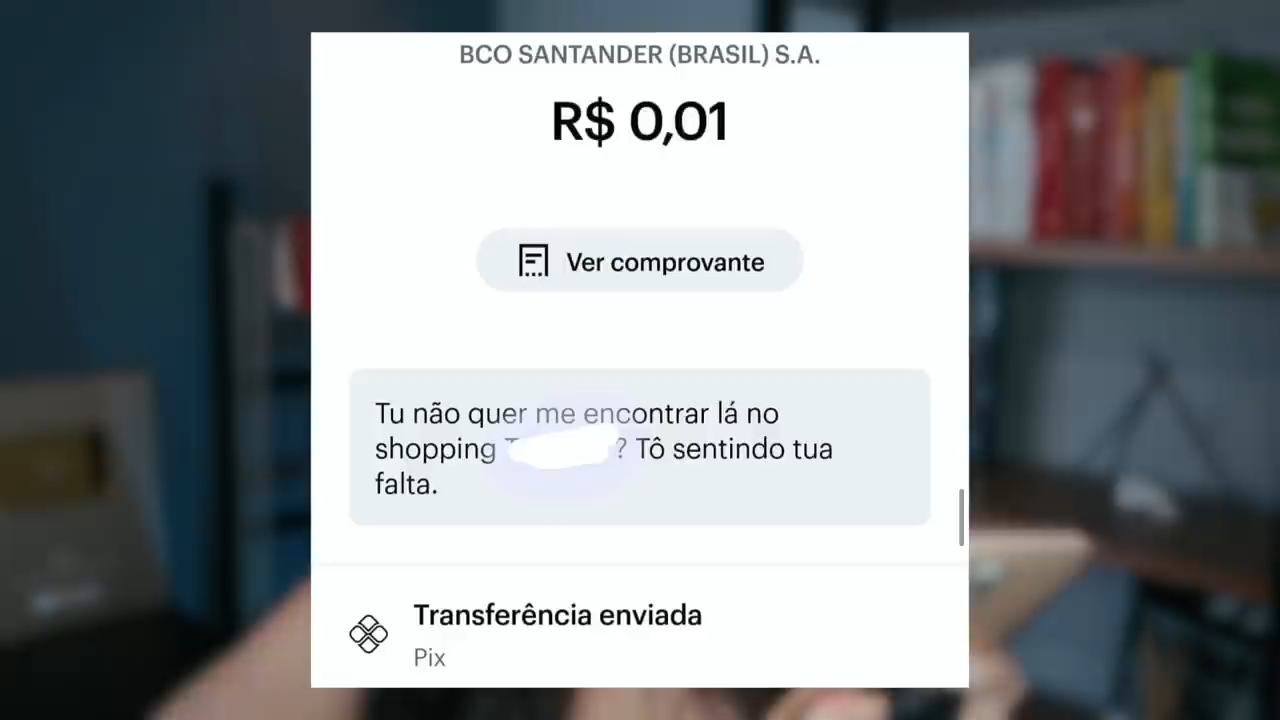 BCO SANTANDER (BRASIL) S.A.
R$ 0,01
Ver comprovante
Tu não quer me encontrar lá no
shopping ? Tô sentindo tua
falta.
Transferência enviada
Pix